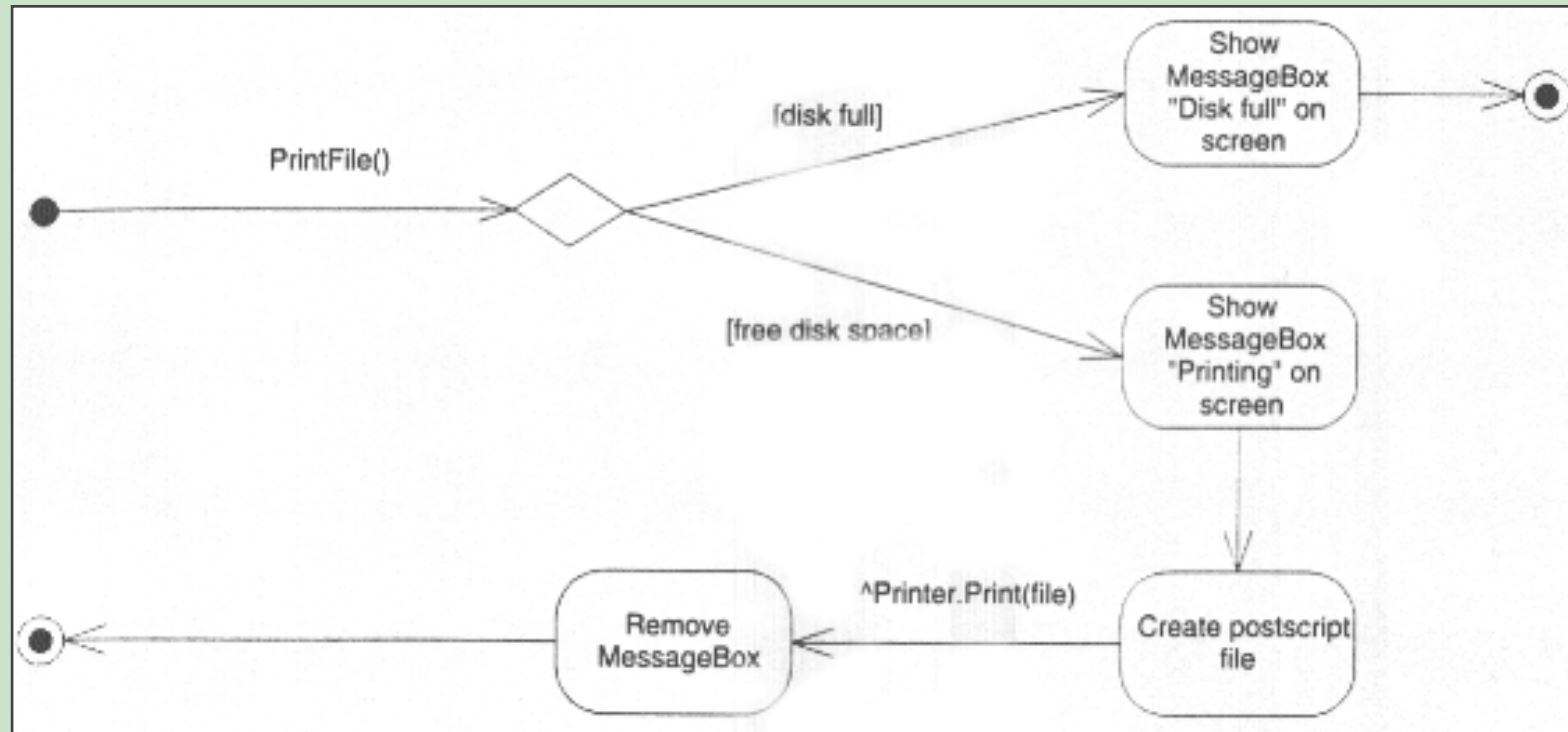 Show
MessageBox
"Disk full" on
screen
[disk full]
PrintFile()
[free disk space]
Show
MessageBox
"Printing" on
screen
^Printer.Print(file)
Create postscript
file
Remove
MessageBox